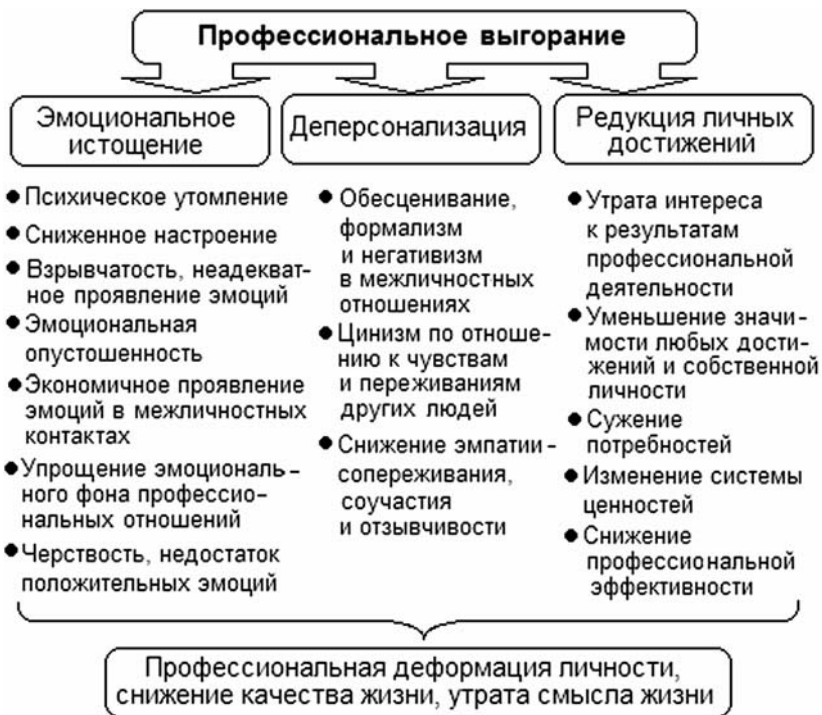 Профессиональное выгорание
Эмоциональное
истощение
● Психическое утомление
● Сниженное настроение
● Взрывчатость, неадекват-
ное проявление эмоций
● Эмоциональная
опустошенность
● Экономичное проявление
эмоций в межличностных
контактах
● Упрощение эмоциональ-
ного фона профессио-
нальных отношений
● Черствость, недостаток
положительных эмоций
Деперсонализация
● Обесценивание,
формализм
и негативизм
в межличностных
отношениях
● Цинизм по отноше-
нию к чувствам
и переживаниям
других людей
● Снижение эмпатии –
сопереживания,
соучастия
и отзывчивости
Редукция личных
достижений
● Утрата интереса
к результатам
профессиональной
деятельности
● Уменьшение значи-
мости любых дости-
жений и собственной
личности
● Сужение
потребностей
● Изменение системы
ценностей
● Снижение
профессиональной
эффективности
Профессиональная деформация личности,
снижение качества жизни, утрата смысла жизни